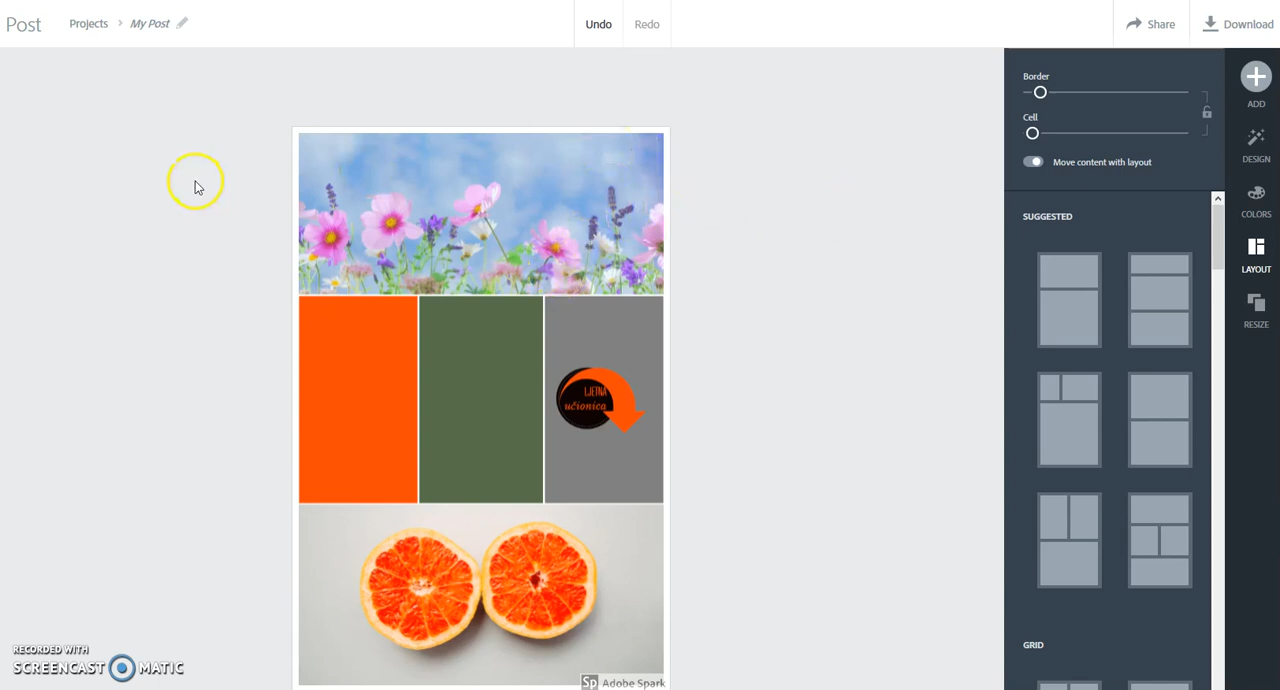 Post
Projects > My Post
Undo
Redo
Share
Download
Border
Cell
Move content with layout
SUGGESTED
GRID
ADD
DESIGN
COLORS
LAYOUT
RESIZE
LJETNA
učionica
Sp Adobe Spark
RECORDED WITH
SCREENCAST MATIC